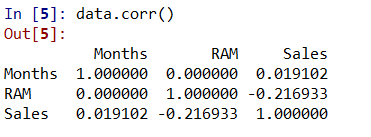 In [5]: data.corr()
Out[5]:
Months RAM Sales
Months 1.000000 0.000000 0.019102
RAM 0.000000 1.000000 -0.216933
Sales 0.019102 -0.216933 1.000000